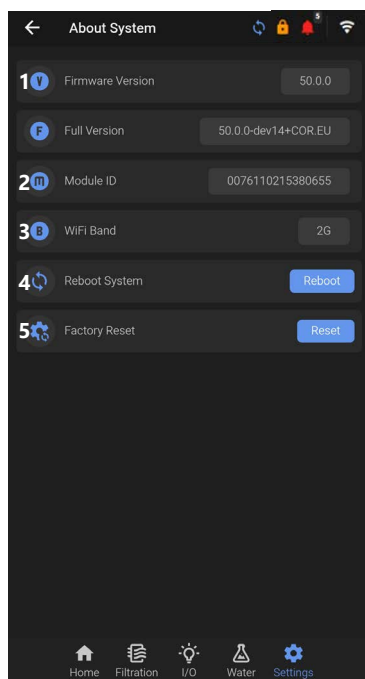 About System
5
1 V Firmware Version 50.0.0
F Full Version 50.0.0-dev14+COR.EU
2 m Module ID 0076110215380655
3 B WiFi Band 2G
4 Reboot System Reboot
5 Factory Reset Reset
Home Filtration I/O Water Settings